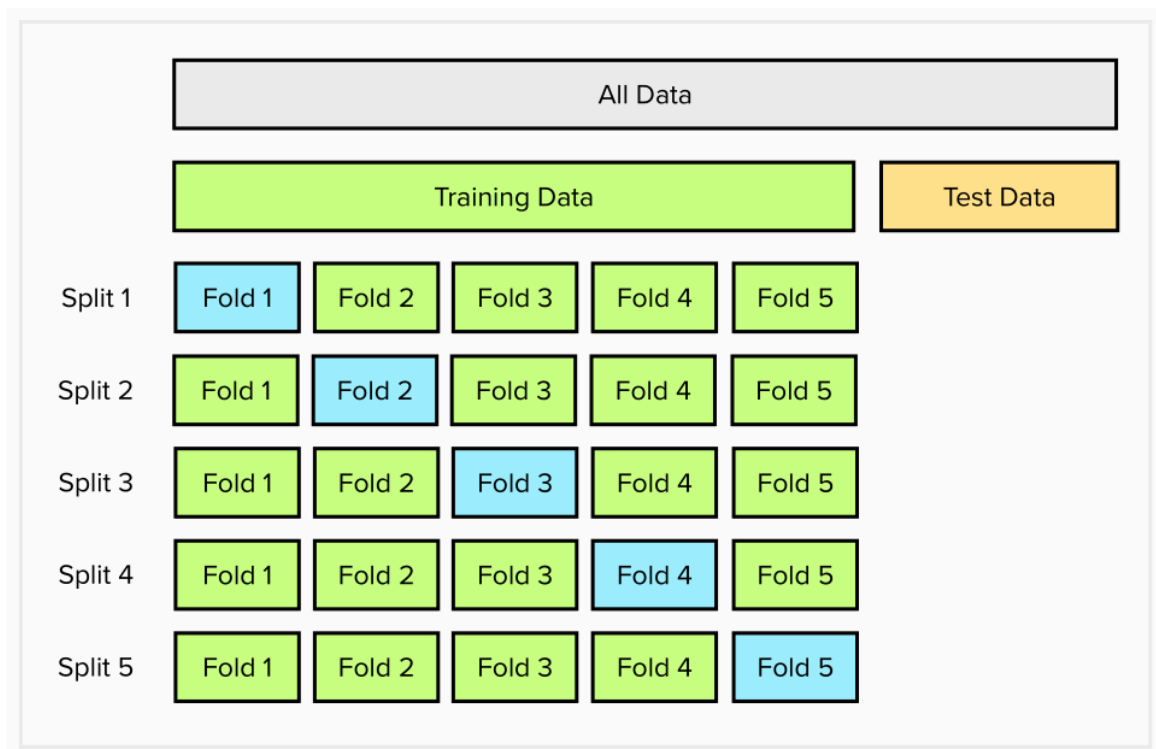 All Data
Training Data Test Data
Split 1 Fold 1 Fold 2 Fold 3 Fold 4 Fold 5
Split 2 Fold 1 Fold 2 Fold 3 Fold 4 Fold 5
Split 3 Fold 1 Fold 2 Fold 3 Fold 4 Fold 5
Split 4 Fold 1 Fold 2 Fold 3 Fold 4 Fold 5
Split 5 Fold 1 Fold 2 Fold 3 Fold 4 Fold 5